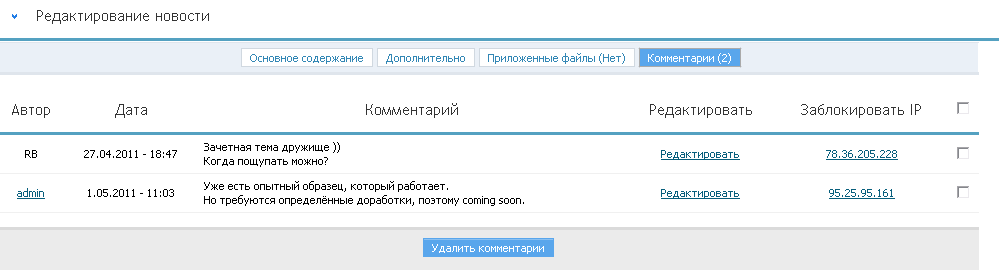 Редактирование новости
Основное содержание Дополнительно Приложенные файлы (Нет) Комментарии (2)
Автор Дата Комментарий Редактировать Заблокировать IP
RB 27.04.2011 - 18:47 Зачетная тема дружище ))
Когда пощупать можно? Редактировать 78.36.205.228
admin 1.05.2011 - 11:03 Уже есть опытный образец, который работает.
Но требуются определённые доработки, поэтому coming soon. Редактировать 95.25.95.161
Удалить комментарии